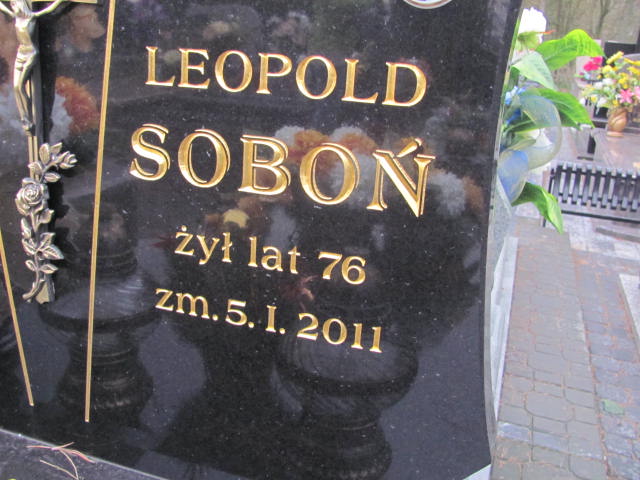 LEOPOLD
SOBOŃ
żył lat 76
zm. 5. I. 2011